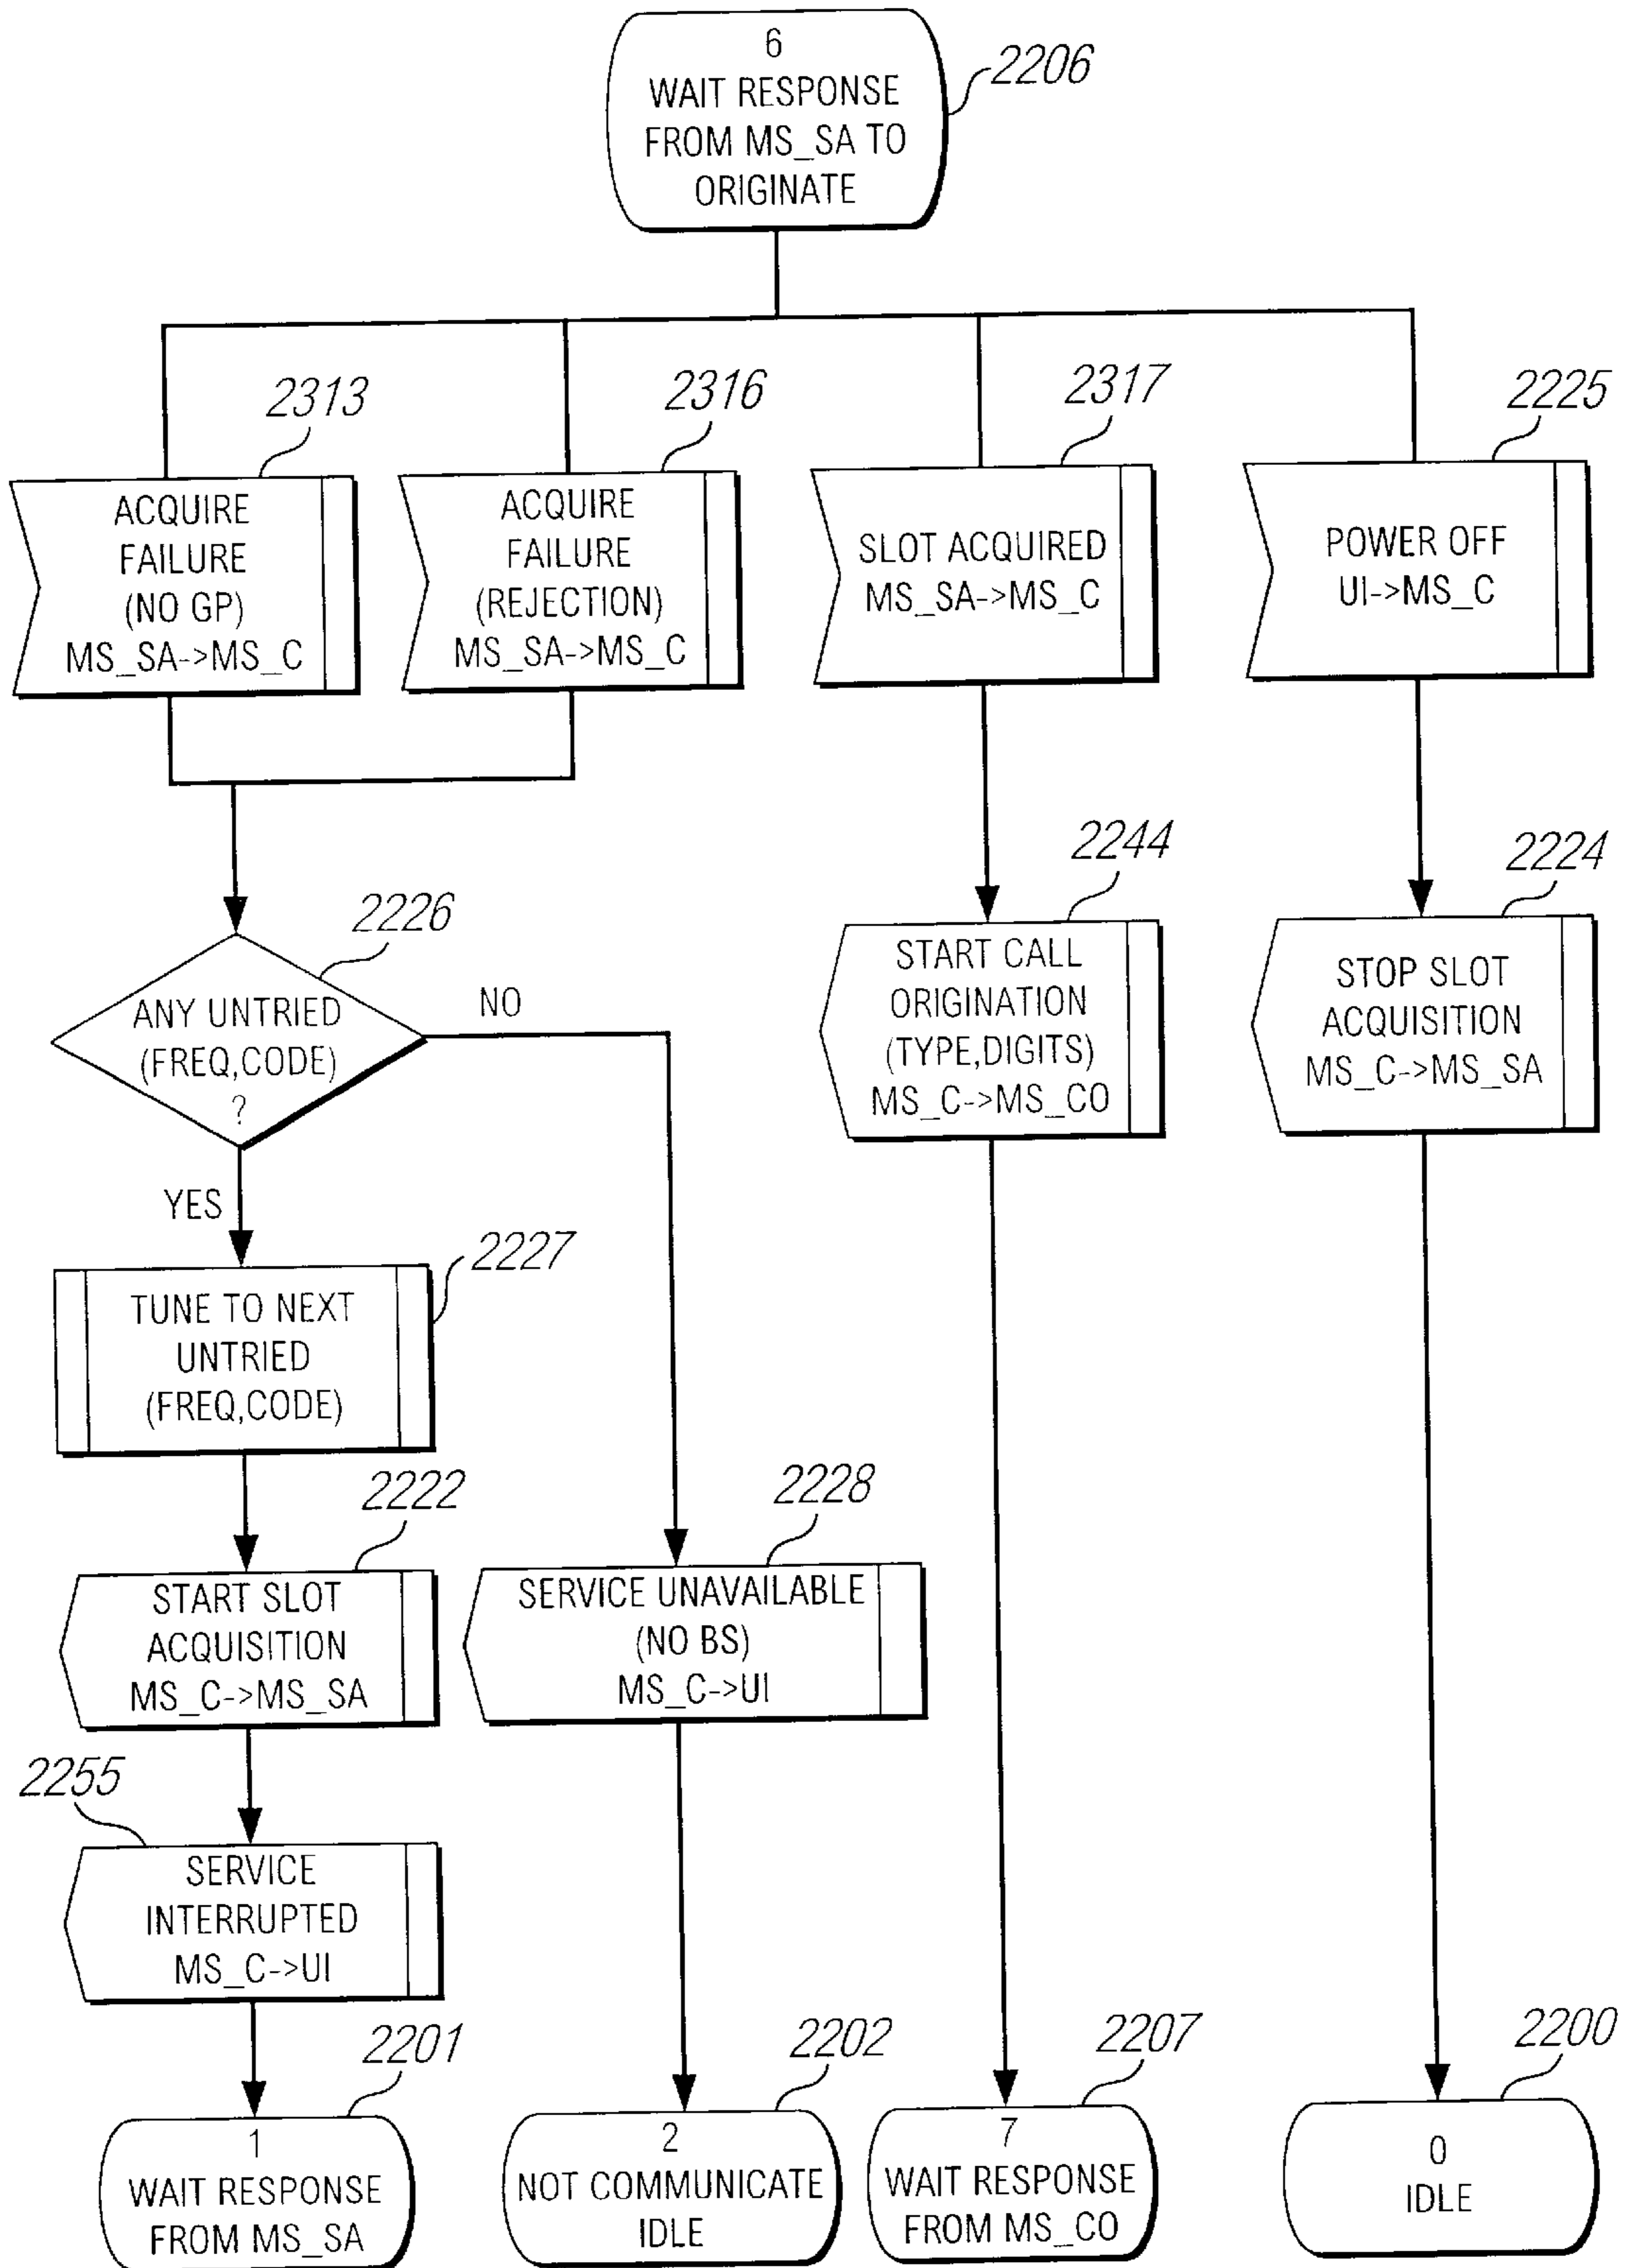 6
WAIT RESPONSE
FROM MS_SA TO
ORIGINATE
2206
2313
2316
2317
2225
ACQUIRE
FAILURE
(NO GP)
MS_SA->MS_C
ACQUIRE
FAILURE
(REJECTION)
MS_SA->MS_C
SLOT ACQUIRED
MS_SA->MS_C
POWER OFF
UI->MS_C
2226
ANY UNTRIED
(FREQ,CODE)
?
NO
YES
2244
START CALL
ORIGINATION
(TYPE,DIGITS)
MS_C->MS_CO
2224
STOP SLOT
ACQUISITION
MS_C->MS_SA
2227
TUNE TO NEXT
UNTRIED
(FREQ,CODE)
2222
START SLOT
ACQUISITION
MS_C->MS_SA
2228
SERVICE UNAVAILABLE
(NO BS)
MS_C->UI
2255
SERVICE
INTERRUPTED
MS_C->UI
2201
1
WAIT RESPONSE
FROM MS_SA
2202
2
NOT COMMUNICATE
IDLE
2207
7
WAIT RESPONSE
FROM MS_CO
2200
0
IDLE